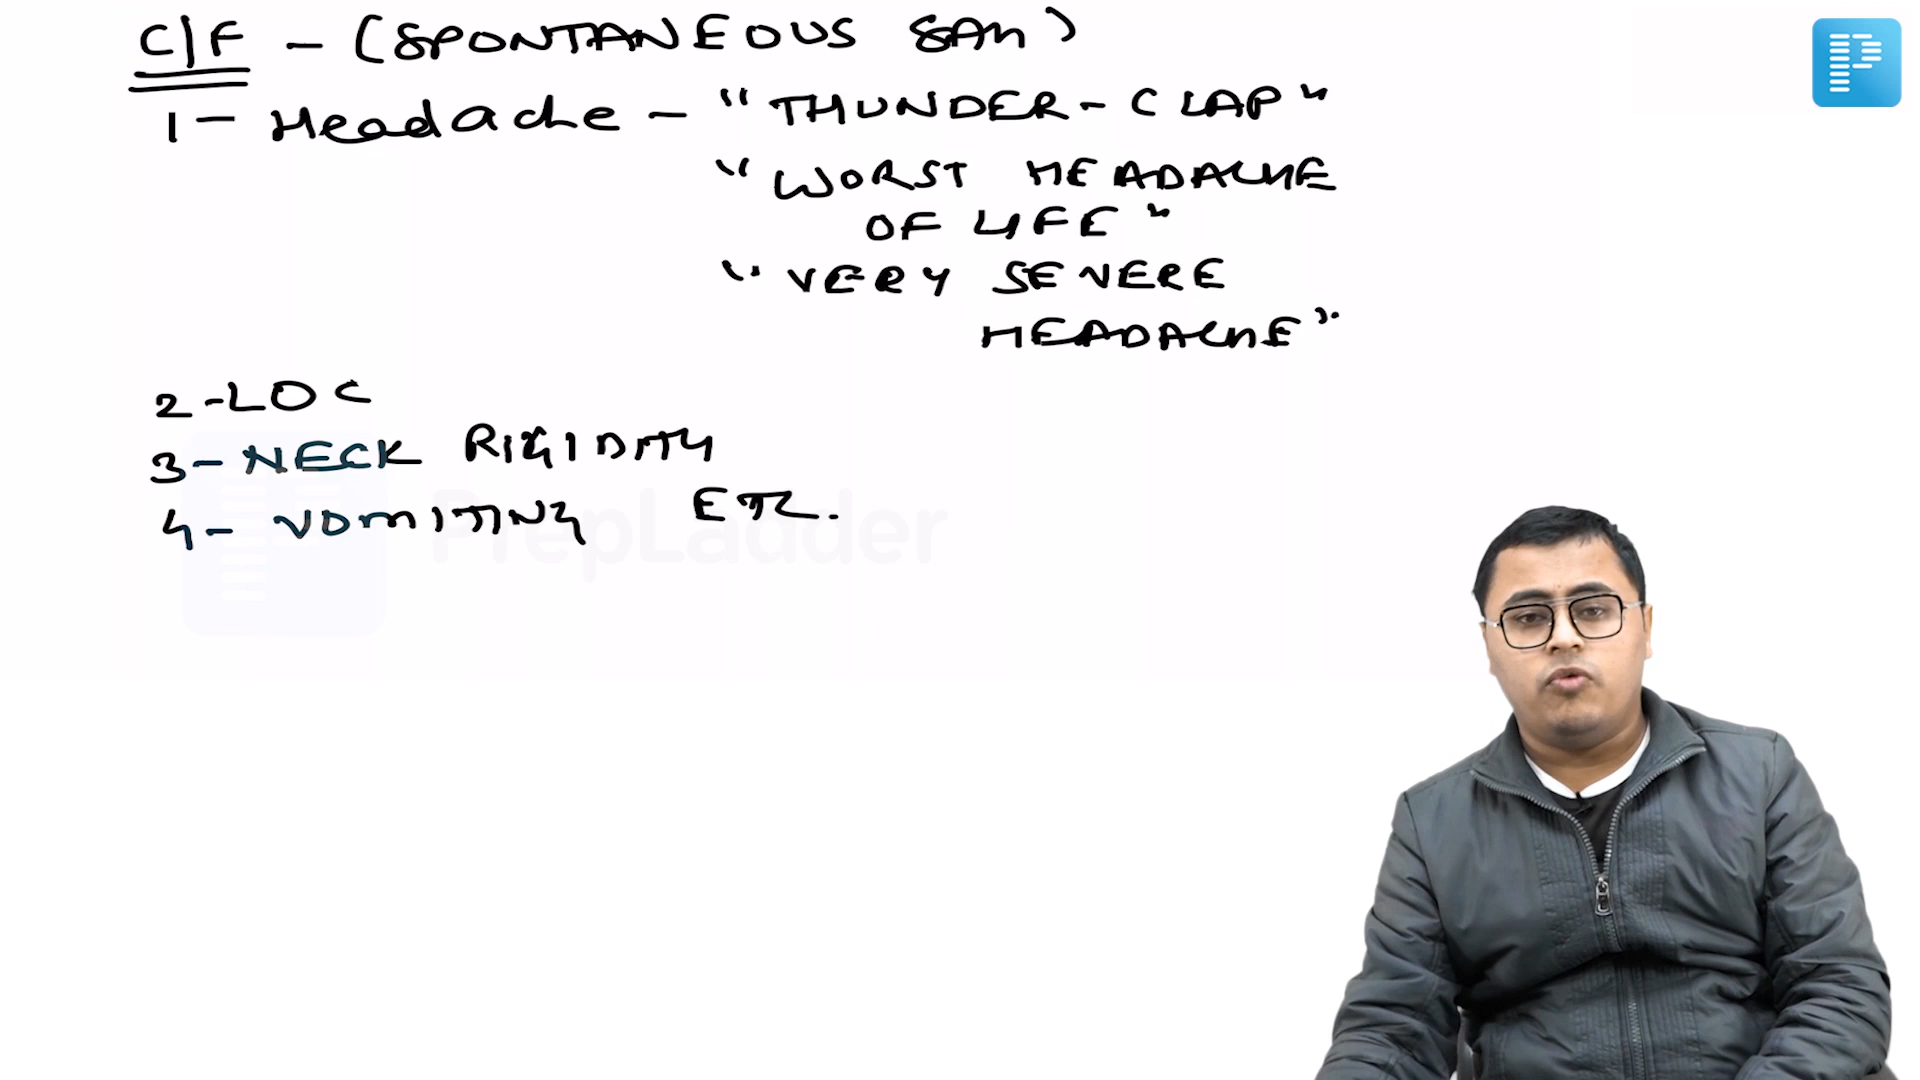 C/F - (SPONTANEOUS SAH)
1- Headache - "THUNDER-CLAP"
"WORST HEADACHE
OF LIFE"
"VERY SEVERE
HEADACHE"
2-LOC
3-NECK RIGIDITY
4- VOMITING ETC.
PrepLadder